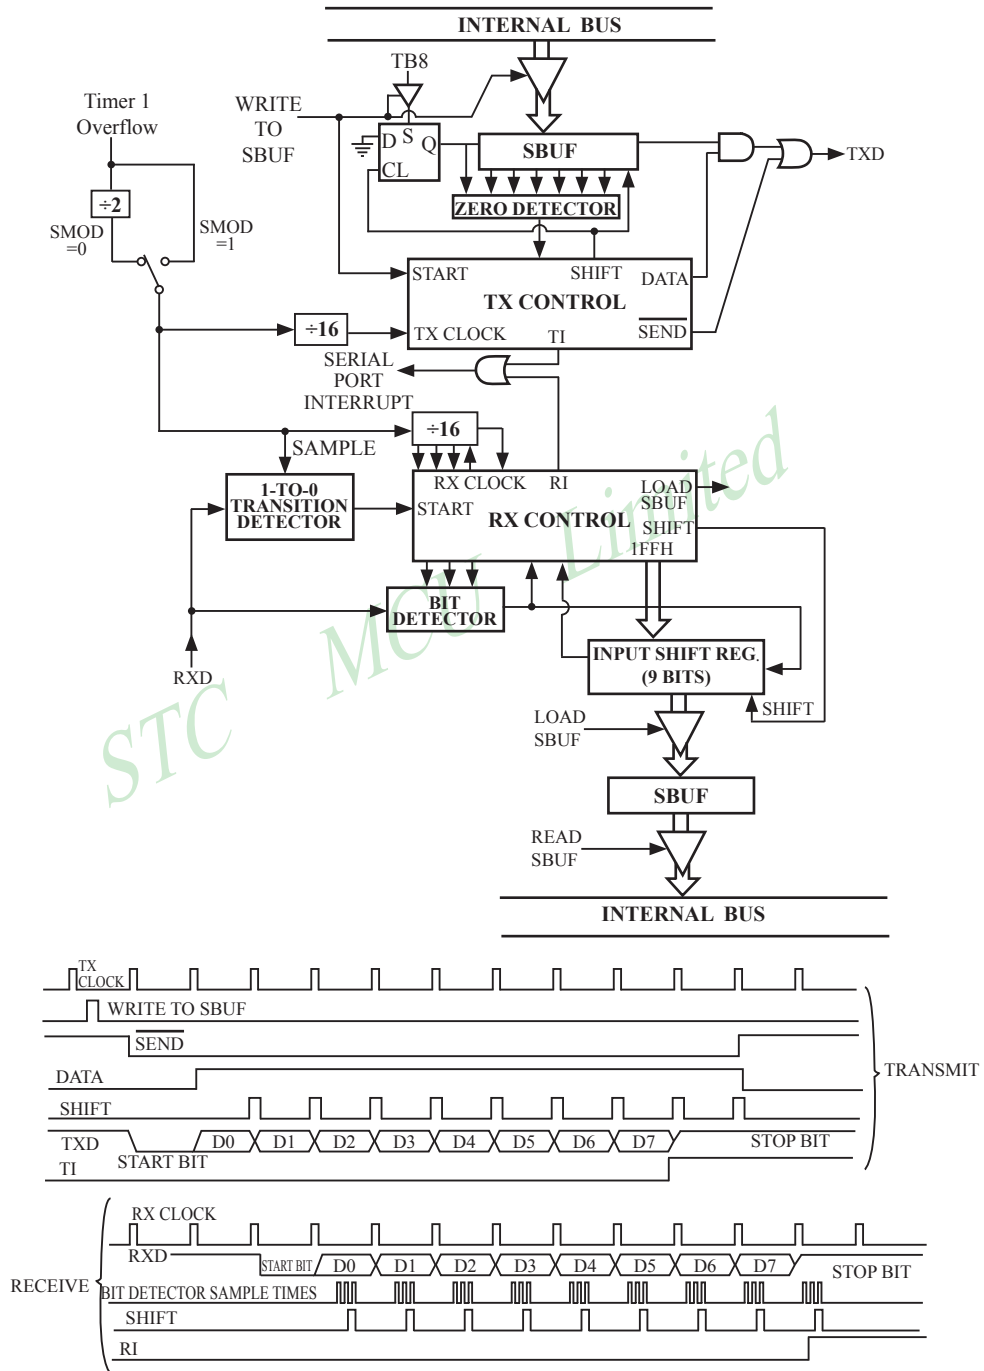 INTERNAL BUS
TB8
Timer 1
Overflow
WRITE
TO
SBUF
D S Q
CL
SBUF
TXD
÷2
ZERO DETECTOR
SMOD
=0
SMOD
=1
START
SHIFT
DATA
TX CONTROL
÷16
TX CLOCK
TI
SEND
SERIAL
PORT
INTERRUPT
÷16
SAMPLE
RX CLOCK
RI
LOAD
SBUF
1-TO-0
TRANSITION
DETECTOR
START
RX CONTROL
SHIFT
1FFH
BIT
DETECTOR
INPUT SHIFT REG.
(9 BITS)
RXD
SHIFT
LOAD
SBUF
SBUF
READ
SBUF
INTERNAL BUS
STC MCU Limited
TX
CLOCK
WRITE TO SBUF
SEND
DATA
TRANSMIT
SHIFT
TXD
START BIT
D0 D1 D2 D3 D4 D5 D6 D7
STOP BIT
TI
RX CLOCK
RXD
START BIT
D0 D1 D2 D3 D4 D5 D6 D7
STOP BIT
RECEIVE
BIT DETECTOR SAMPLE TIMES
SHIFT
RI